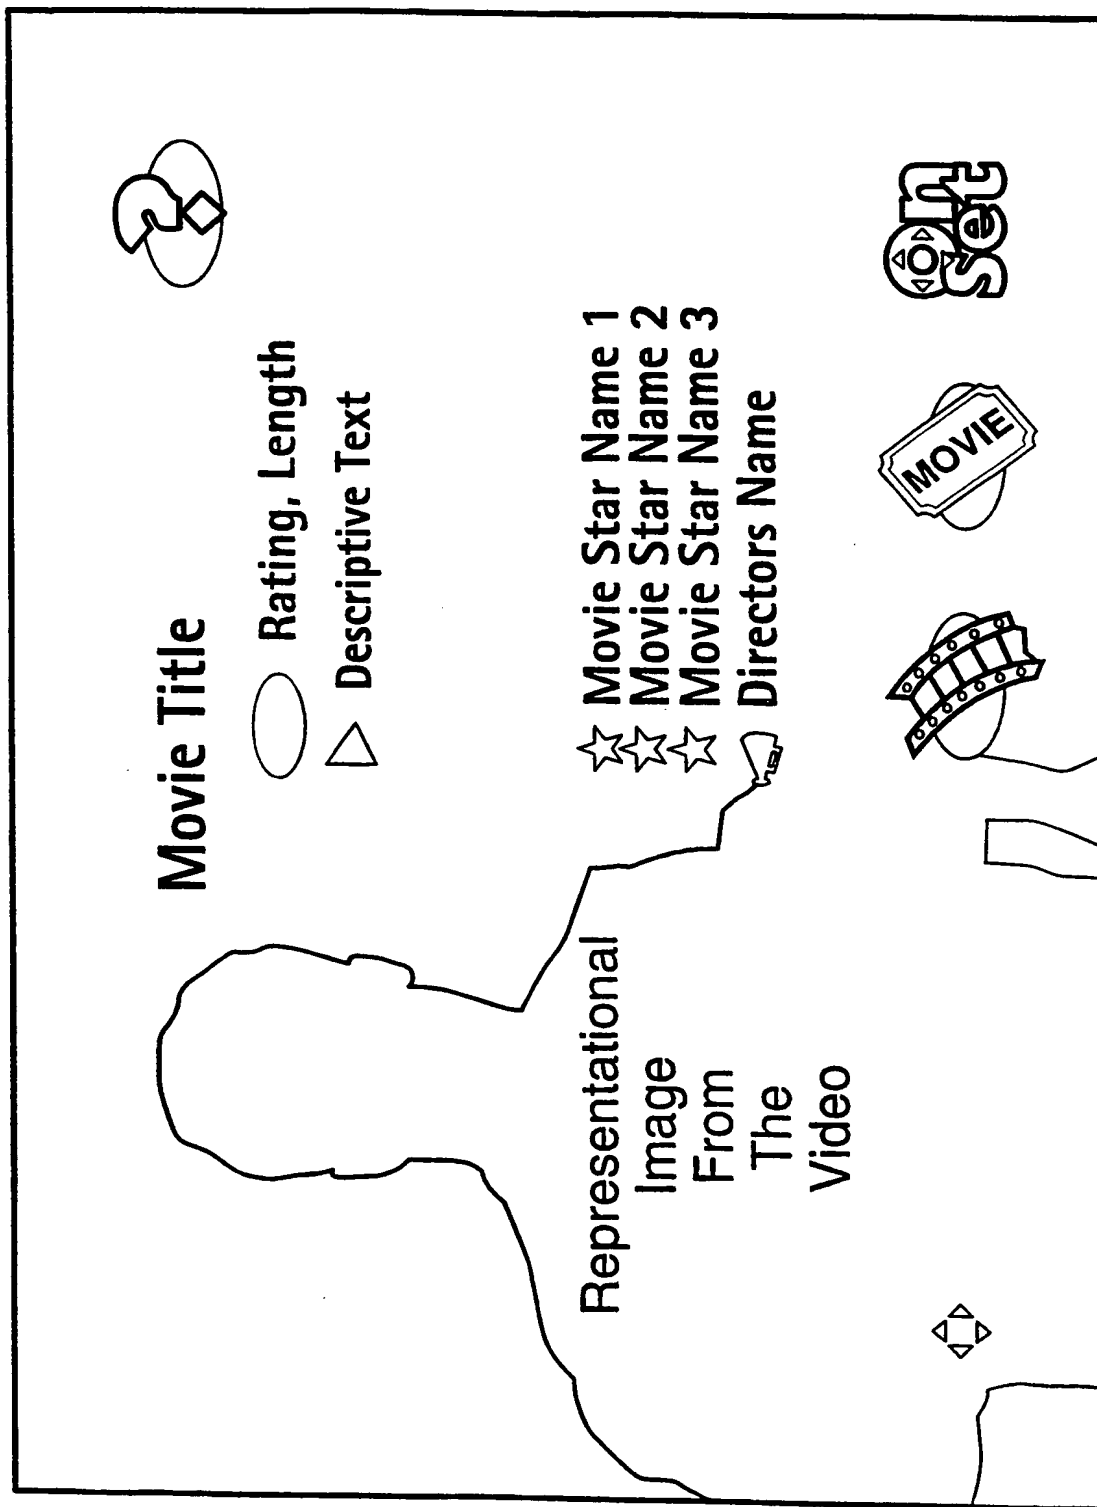 Movie Title
Rating, Length
Descriptive Text
Representational
Image
From
The
Video
Movie Star Name 1
Movie Star Name 2
Movie Star Name 3
Directors Name
MOVIE
on
set